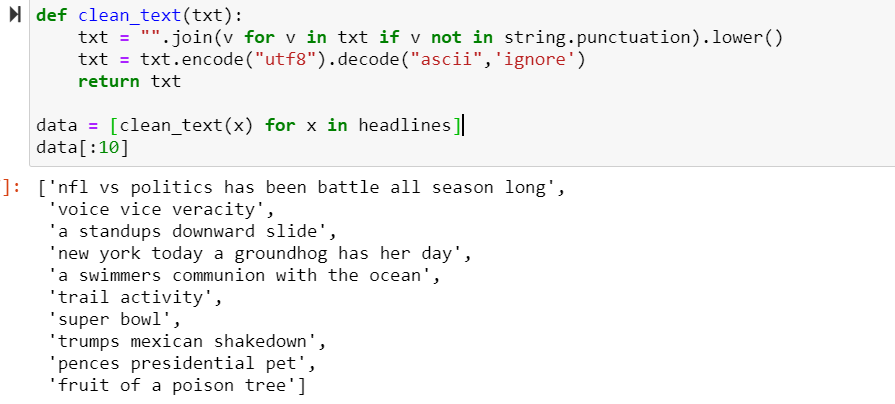 def clean_text(txt):
    txt = "".join(v for v in txt if v not in string.punctuation).lower()
    txt = txt.encode("utf8").decode("ascii",'ignore')
    return txt

data = [clean_text(x) for x in headlines]
data[:10]
]: ['nfl vs politics has been battle all season long',
 'voice vice veracity',
 'a standups downward slide',
 'new york today a groundhog has her day',
 'a swimmers communion with the ocean',
 'trail activity',
 'super bowl',
 'trumps mexican shakedown',
 'pences presidential pet',
 'fruit of a poison tree']